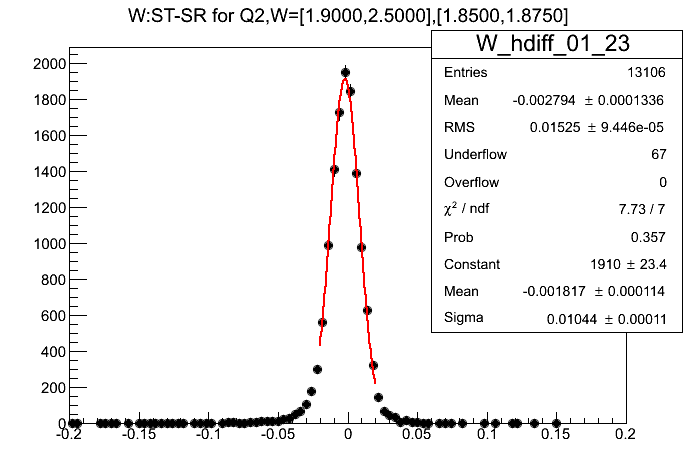 W:ST-SR for Q2,W=[1.9000,2.5000],[1.8500,1.8750]
W_hdiff_01_23
Entries 13106
Mean -0.002794 ± 0.0001336
RMS 0.01525 ± 9.446e-05
Underflow 67
Overflow 0
χ² / ndf 7.73 / 7
Prob 0.357
Constant 1910 ± 23.4
Mean -0.001817 ± 0.000114
Sigma 0.01044 ± 0.00011
2000
1800
1600
1400
1200
1000
800
600
400
200
0
-0.2 -0.15 -0.1 -0.05 0 0.05 0.1 0.15 0.2